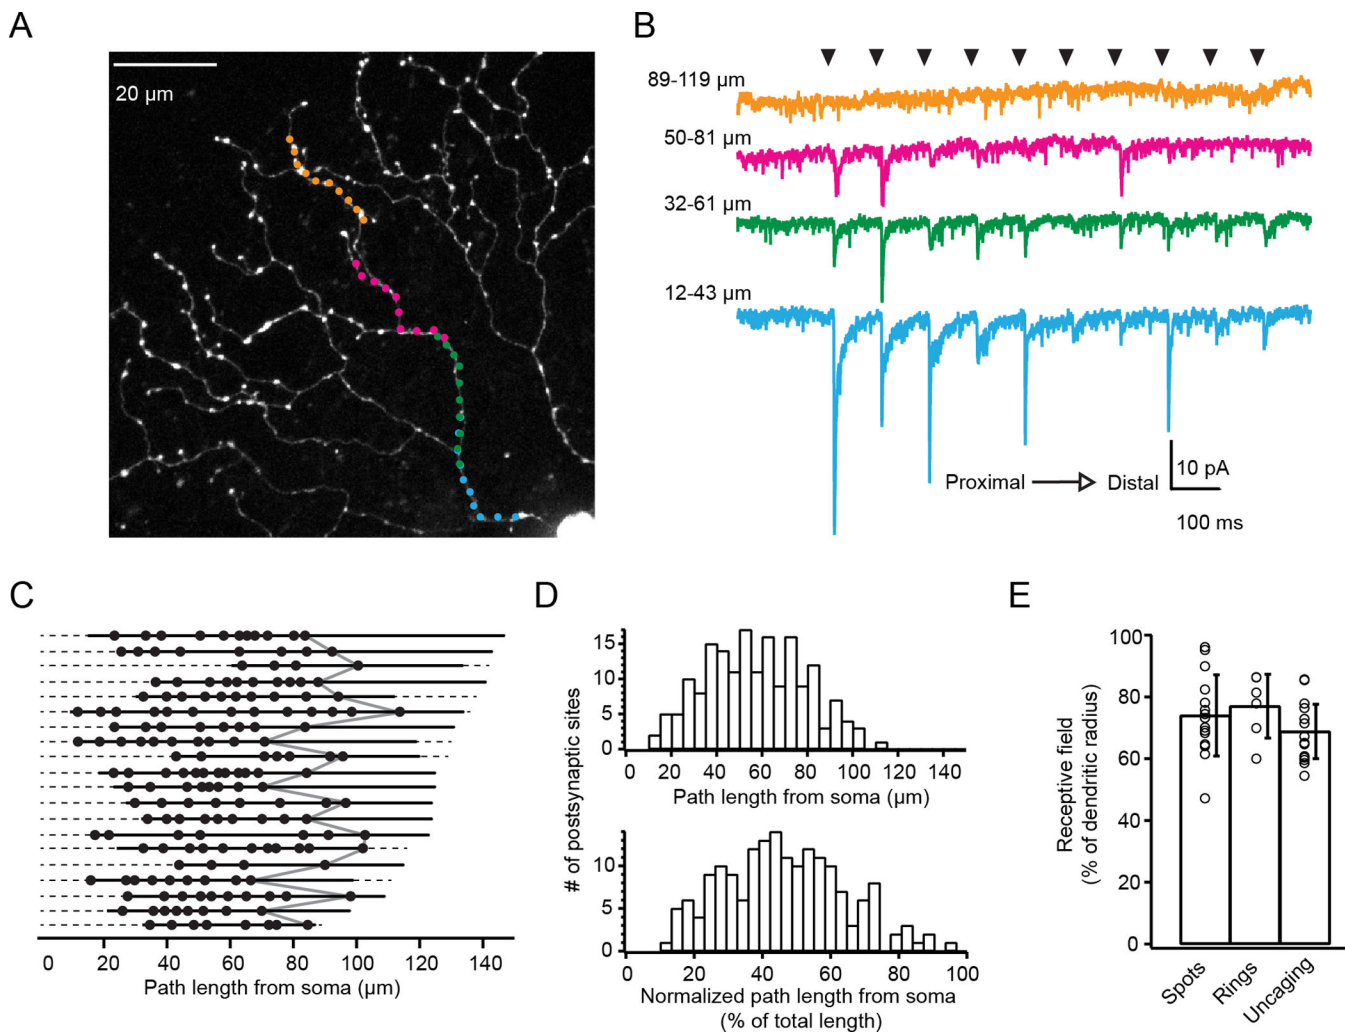 A
20 µm
B
89-119 µm
50-81 µm
32-61 µm
12-43 µm
Proximal
Distal
10 pA
100 ms
C
0 20 40 60 80 100 120 140
Path length from soma (µm)
D
# of postsynaptic sites
15
10
5
0
0 20 40 60 80 100 120 140
Path length from soma (µm)
10
5
0
0 20 40 60 80 100
Normalized path length from soma
(% of total length)
E
Receptive field
(% of dendritic radius)
100
80
60
40
20
0
Spots
Rings
Uncaging